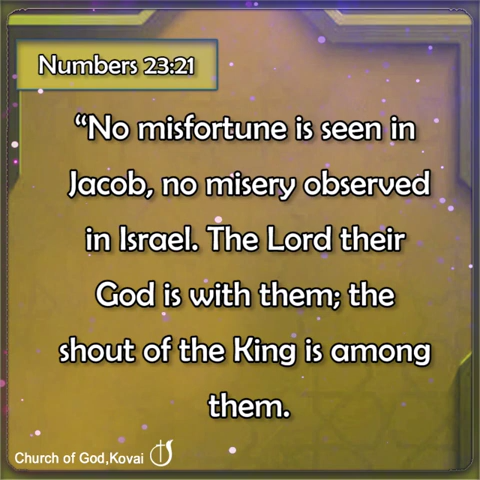 Numbers 23:21
“No misfortune is seen in
Jacob, no misery observed
in Israel. The Lord their
God is with them; the
shout of the King is among
them.
Church of God,Kovai